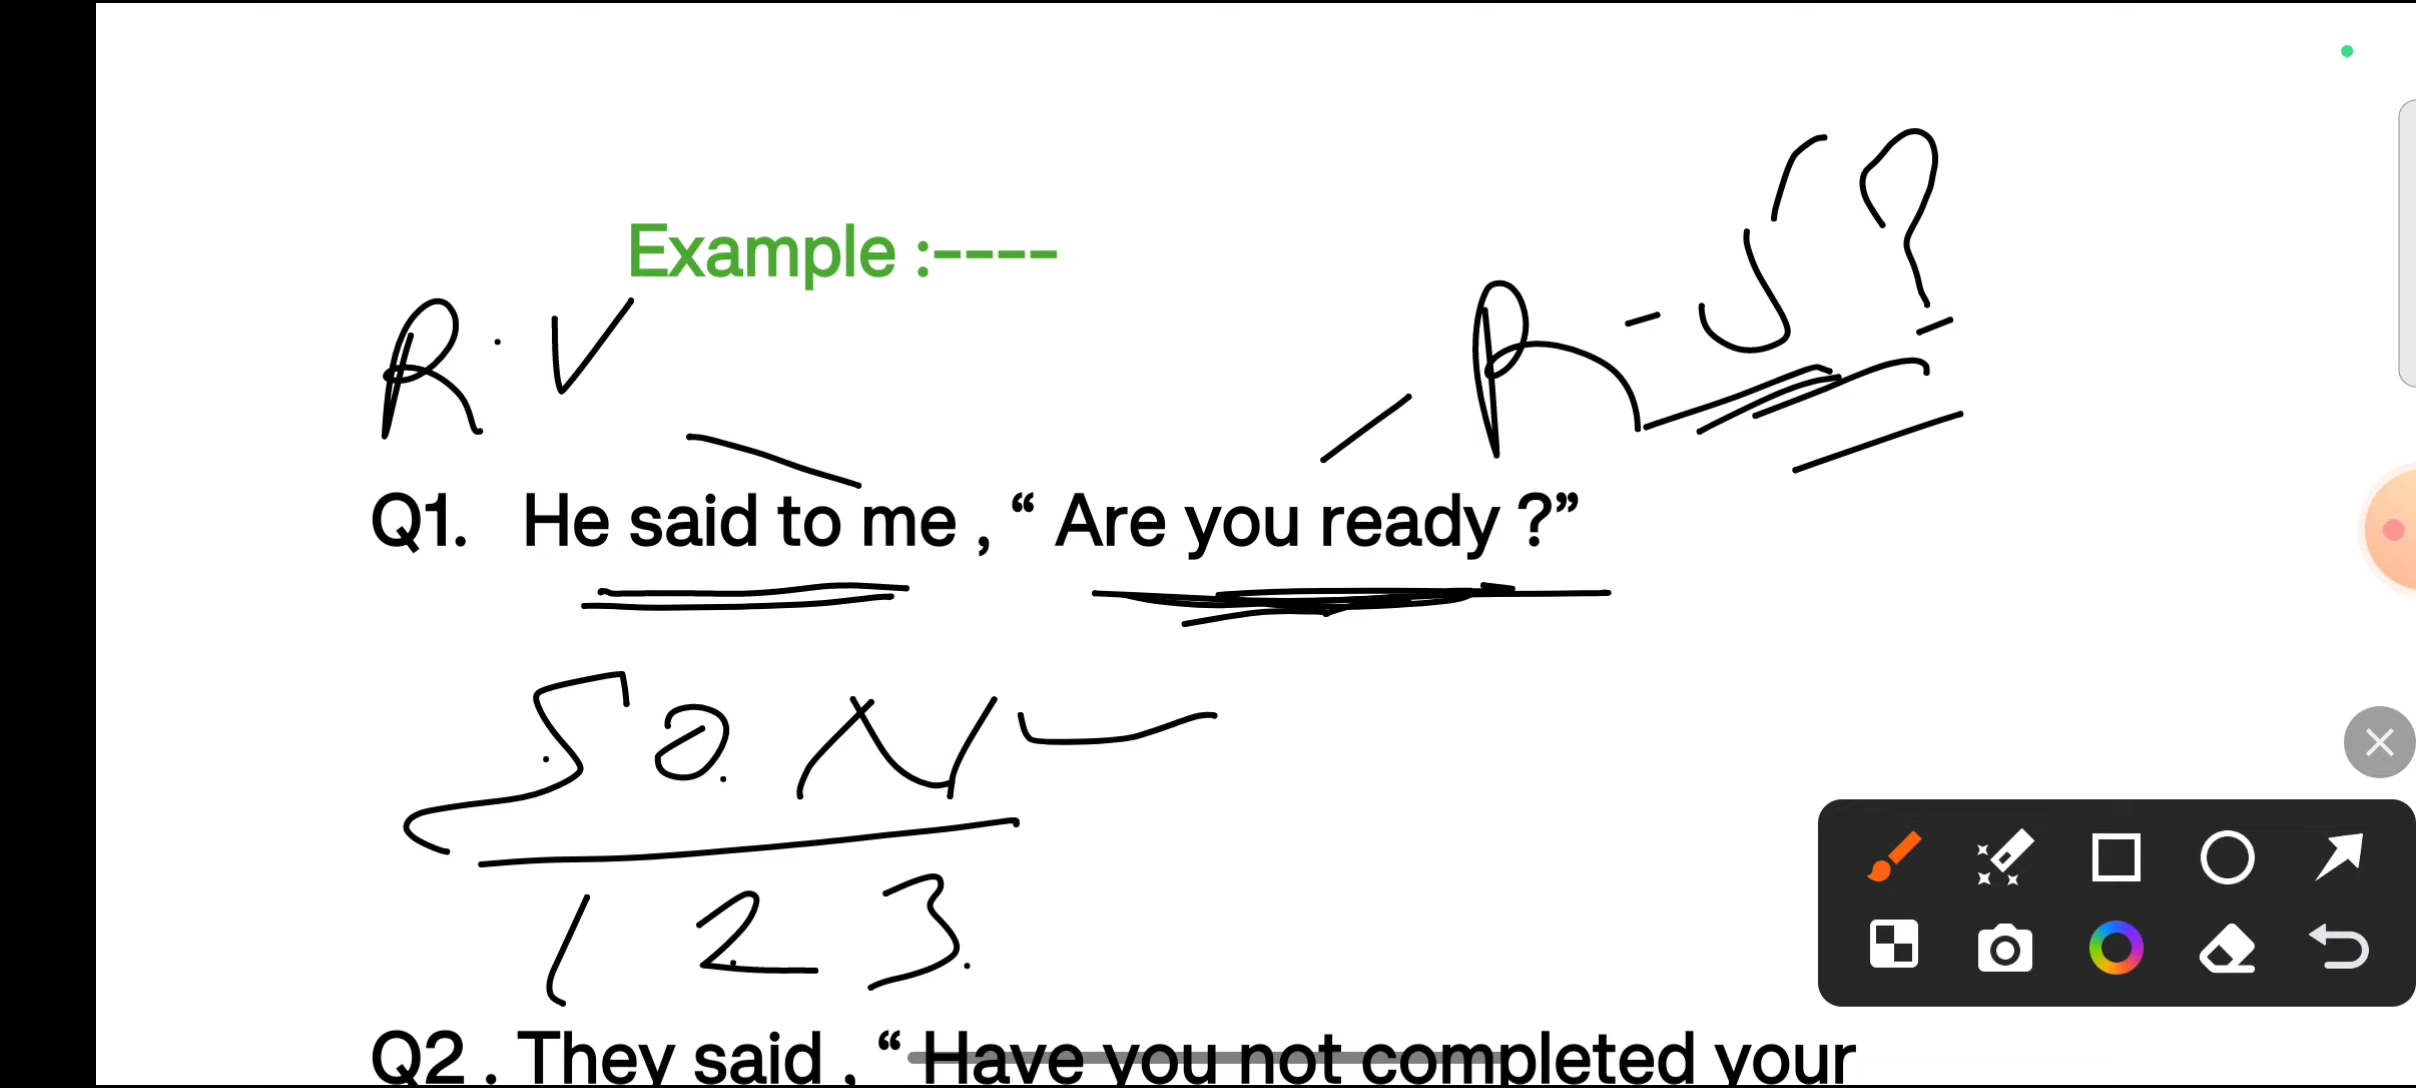 Example :----
R. V
R - S ?
Q1. He said to me , “ Are you ready ?”
S O N
1 2 3.
Q2 . They said , “ Have you not completed your